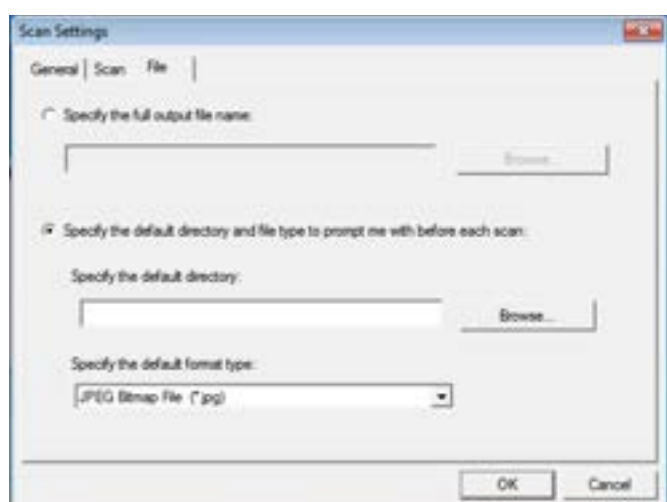 Scan Settings
General Scan File
Specify the full output file name:
Browse...
Specify the default directory and file type to prompt me with before each scan:
Specify the default directory:
Browse...
Specify the default format type:
JPEG Bitmap File (*.jpg)
OK Cancel